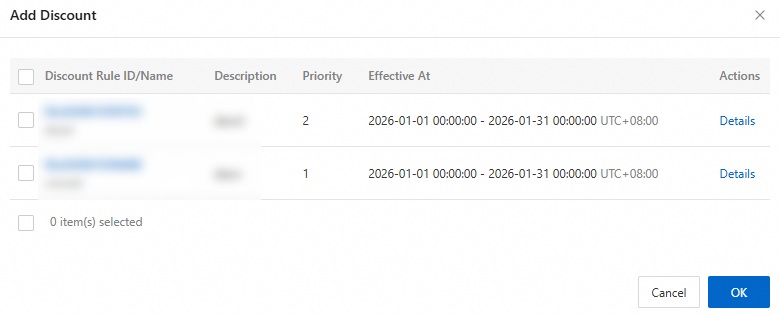 Add Discount
Discount Rule ID/Name Description Priority Effective At Actions
2 2026-01-01 00:00:00 - 2026-01-31 00:00:00 UTC+08:00 Details
1 2026-01-01 00:00:00 - 2026-01-31 00:00:00 UTC+08:00 Details
0 item(s) selected
Cancel OK